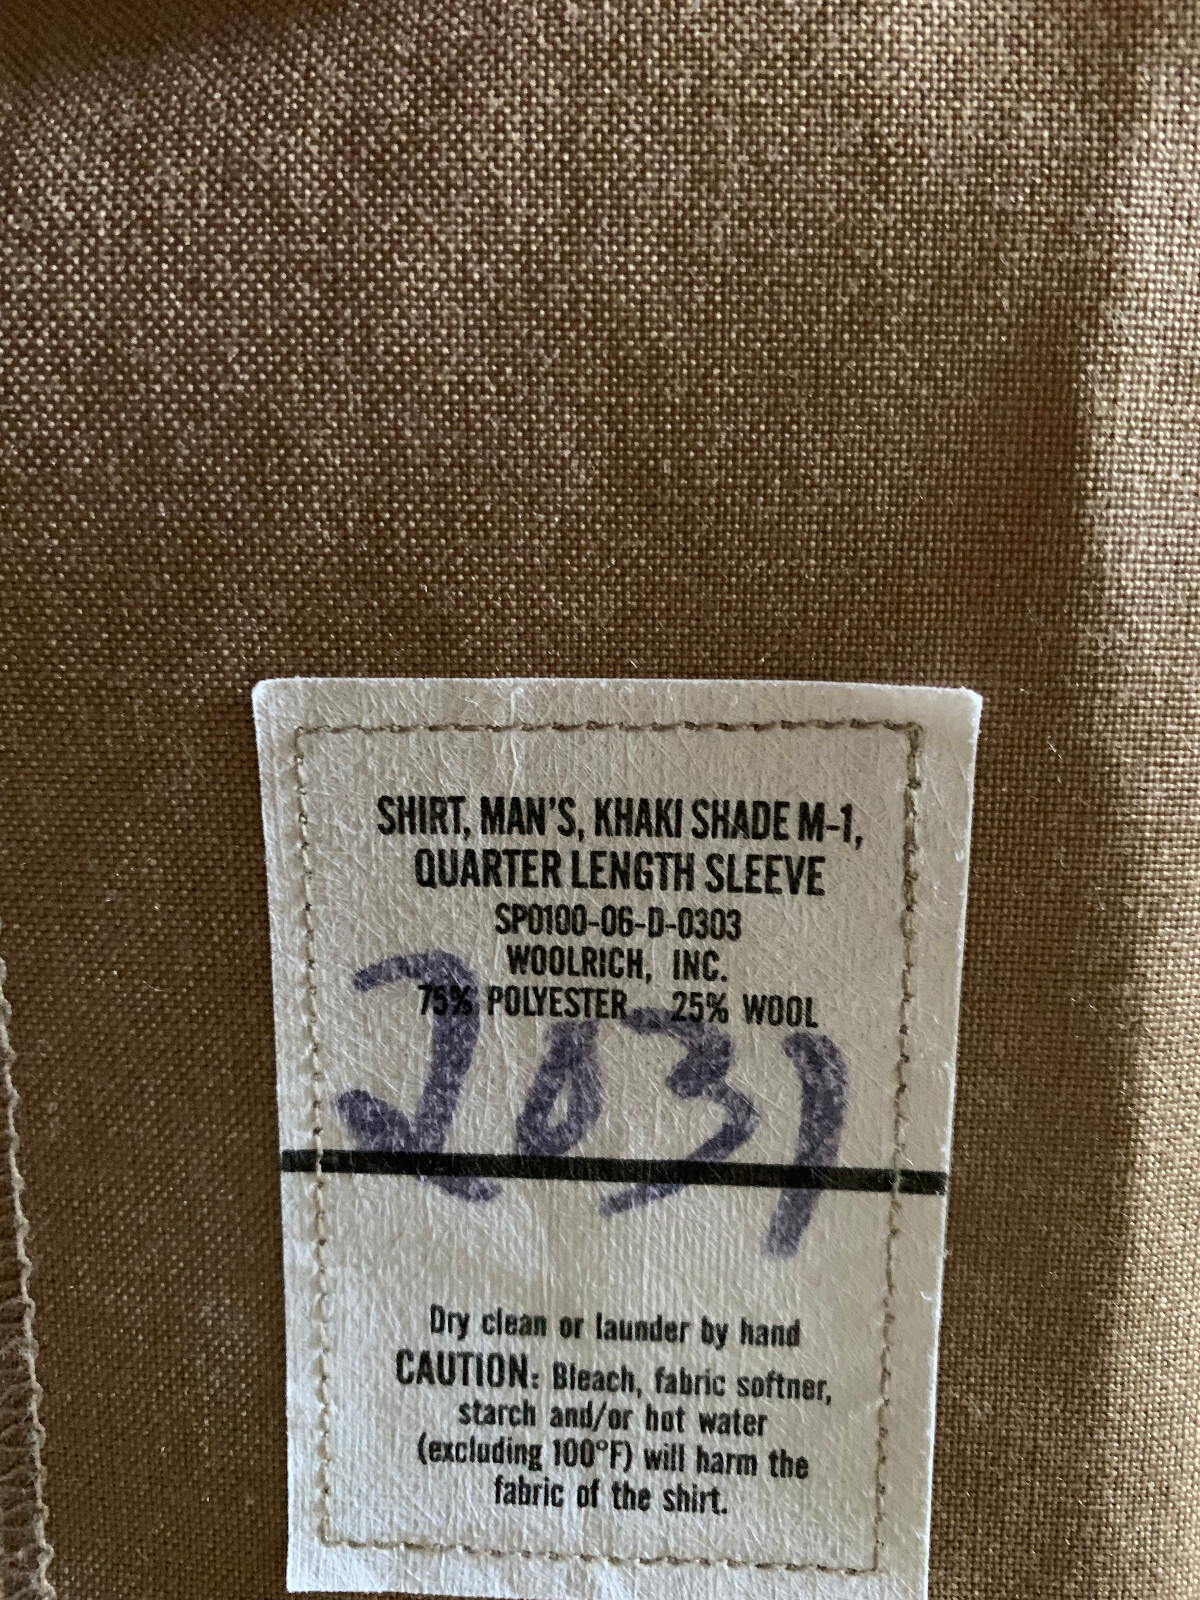 SHIRT, MAN'S, KHAKI SHADE M-1,
QUARTER LENGTH SLEEVE
SP0100-06-D-0303
WOOLRICH, INC.
75% POLYESTER 25% WOOL
2031
Dry clean or launder by hand
CAUTION: Bleach, fabric softner,
starch and/or hot water
(excluding 100°F) will harm the
fabric of the shirt.